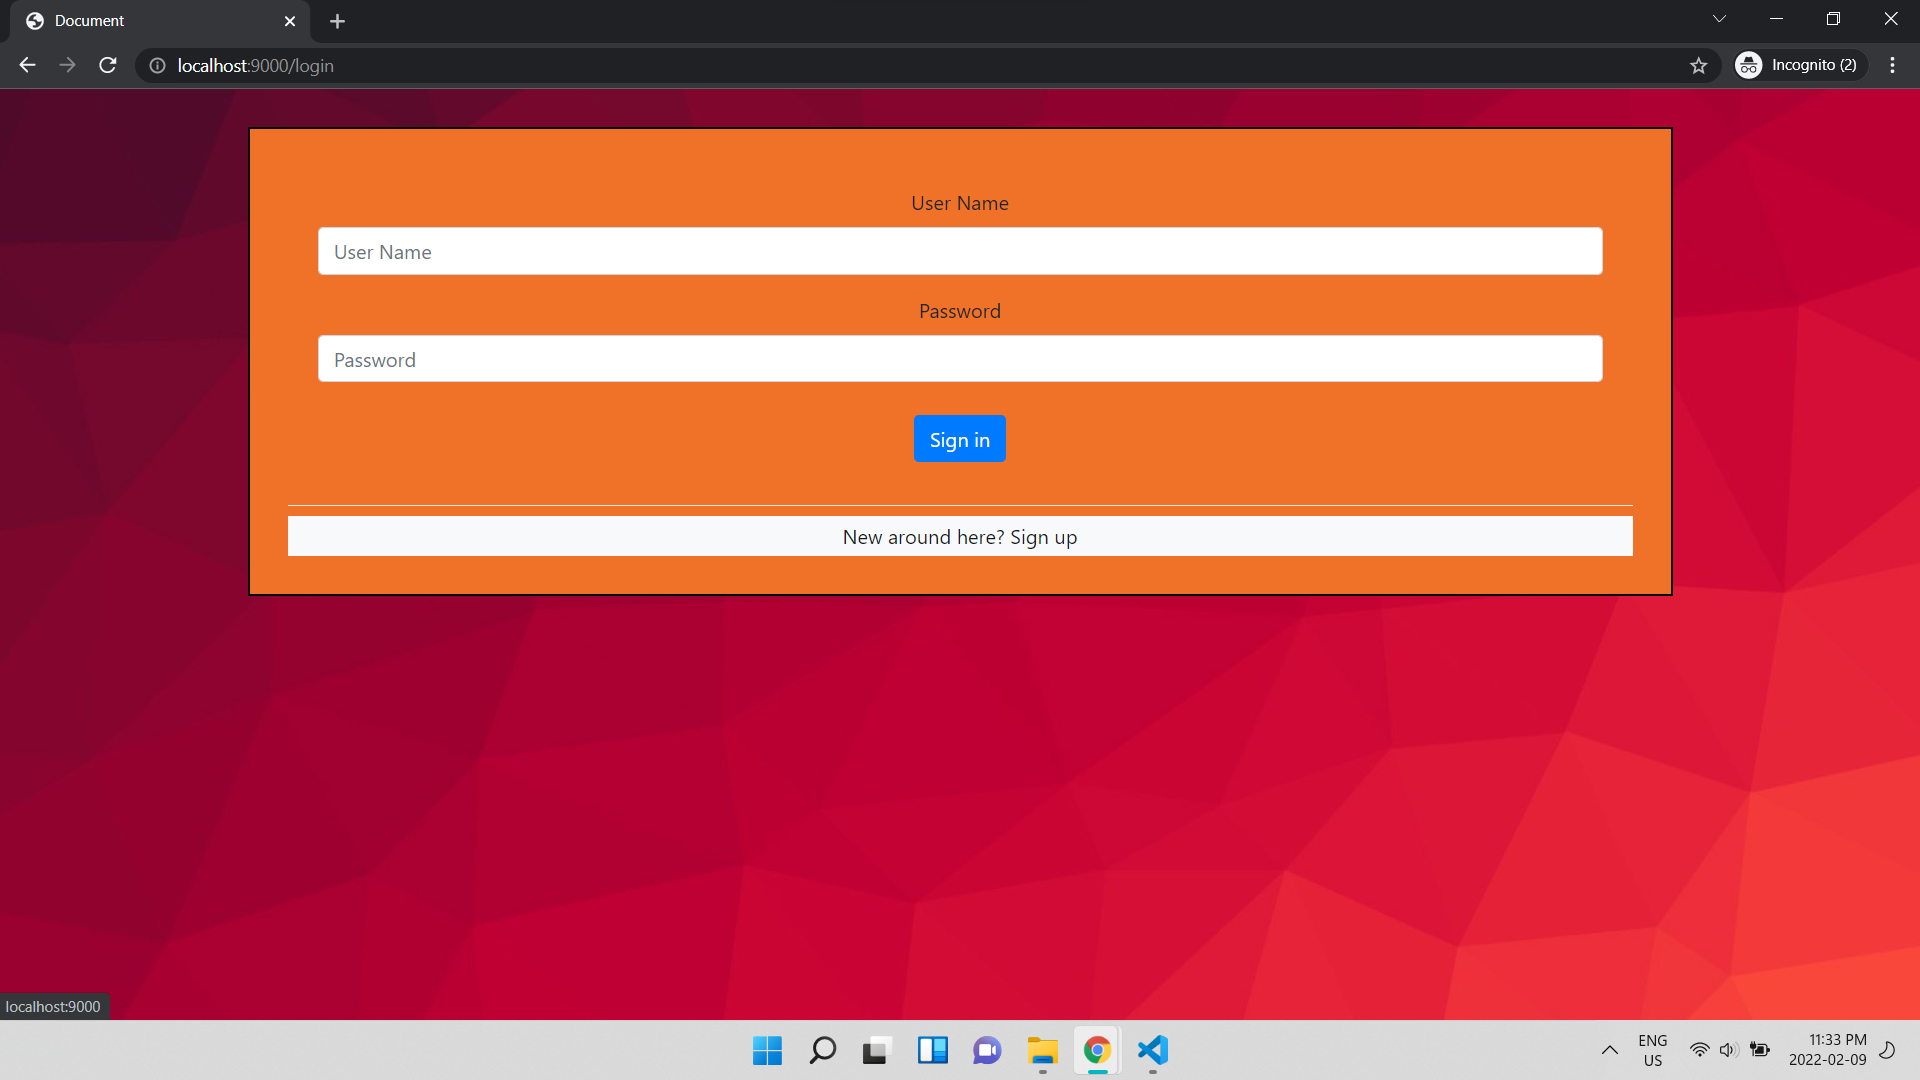 Document
localhost:9000/login
Incognito (2)
User Name
User Name
Password
Password
Sign in
New around here? Sign up
localhost:9000
ENG
US
11:33 PM
2022-02-09